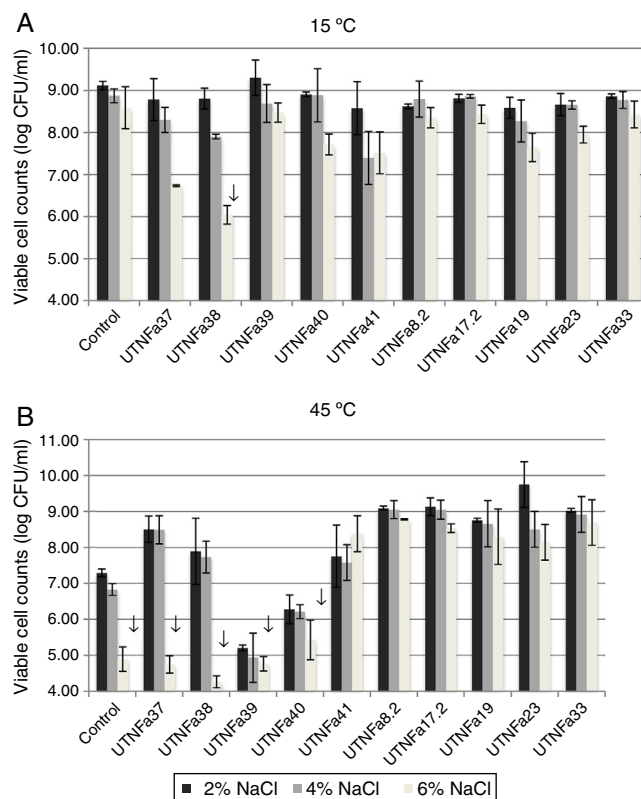 A
15 ºC
Viable cell counts (log CFU/ml)
10.00
9.00
8.00
7.00
6.00
5.00
4.00
Control
UTNFa37
UTNFa38
UTNFa39
UTNFa40
UTNFa41
UTNFa8.2
UTNFa17.2
UTNFa19
UTNFa23
UTNFa33
B
45 ºC
Viable cell counts (log CFU/ml)
11.00
10.00
9.00
8.00
7.00
6.00
5.00
4.00
Control
UTNFa37
UTNFa38
UTNFa39
UTNFa40
UTNFa41
UTNFa8.2
UTNFa17.2
UTNFa19
UTNFa23
UTNFa33
2% NaCl 4% NaCl 6% NaCl